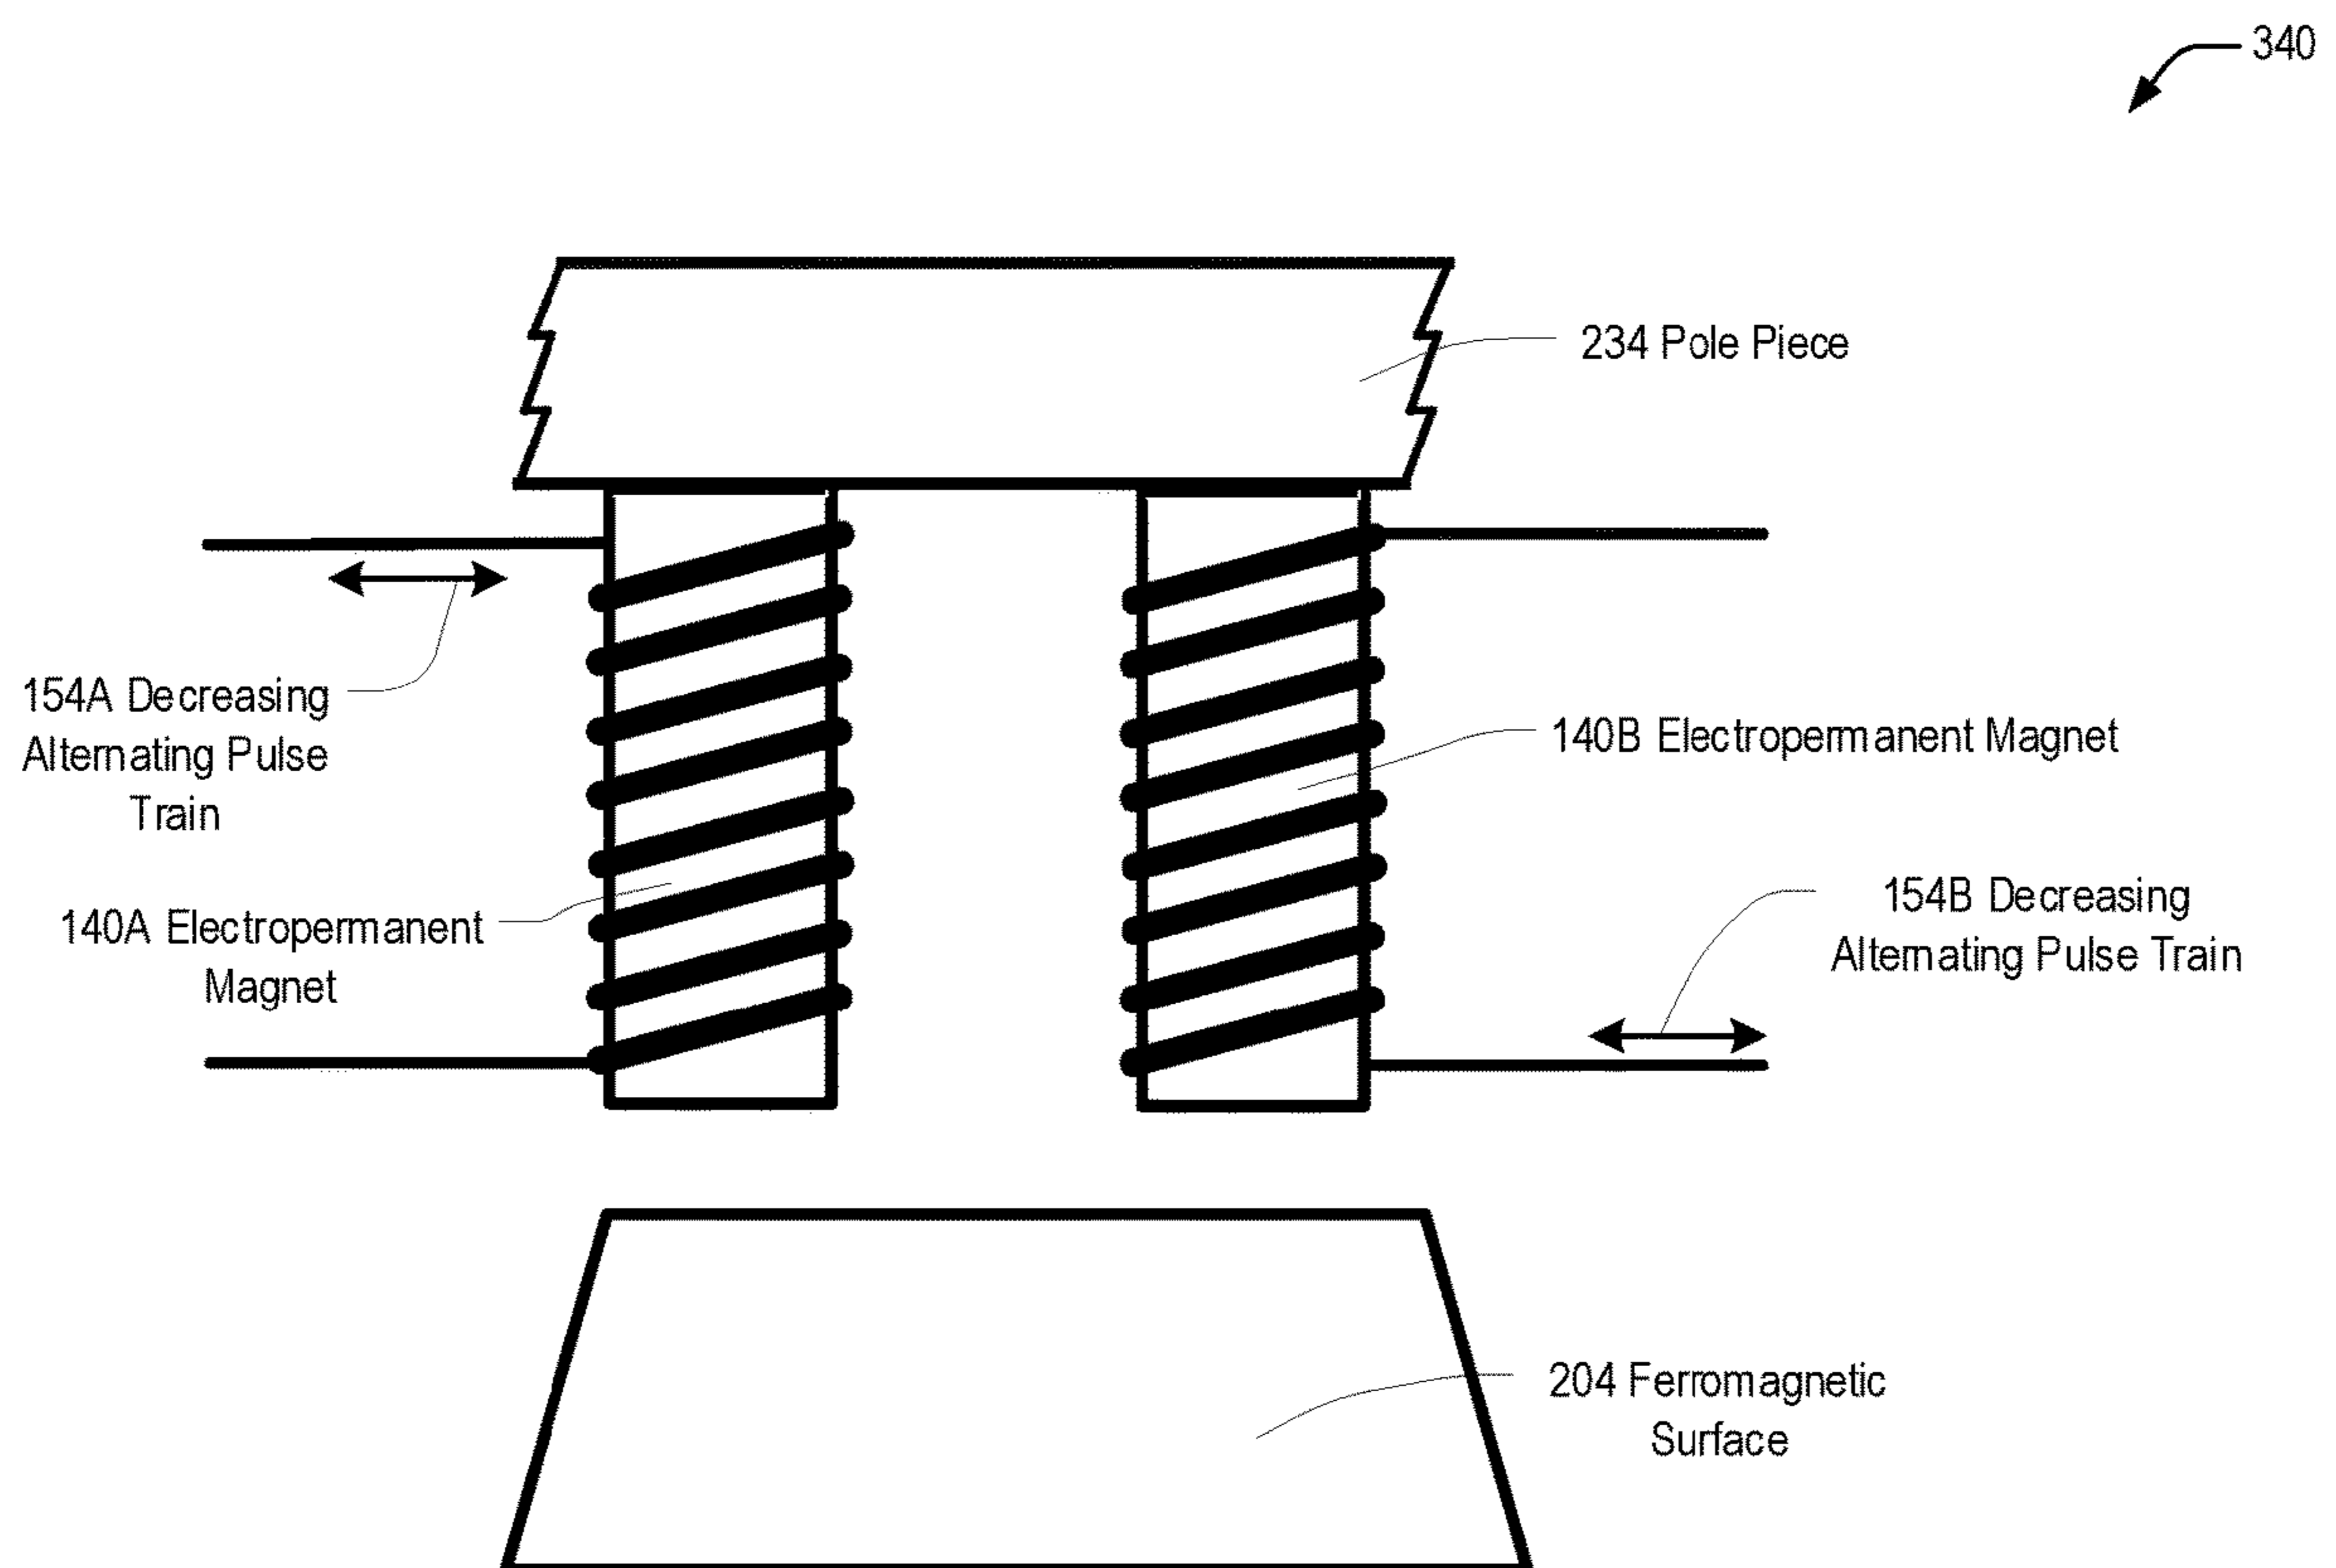 340
234 Pole Piece
154A Decreasing
Alternating Pulse
Train
140B Electropermanent Magnet
140A Electropermanent
Magnet
154B Decreasing
Alternating Pulse Train
204 Ferromagnetic
Surface